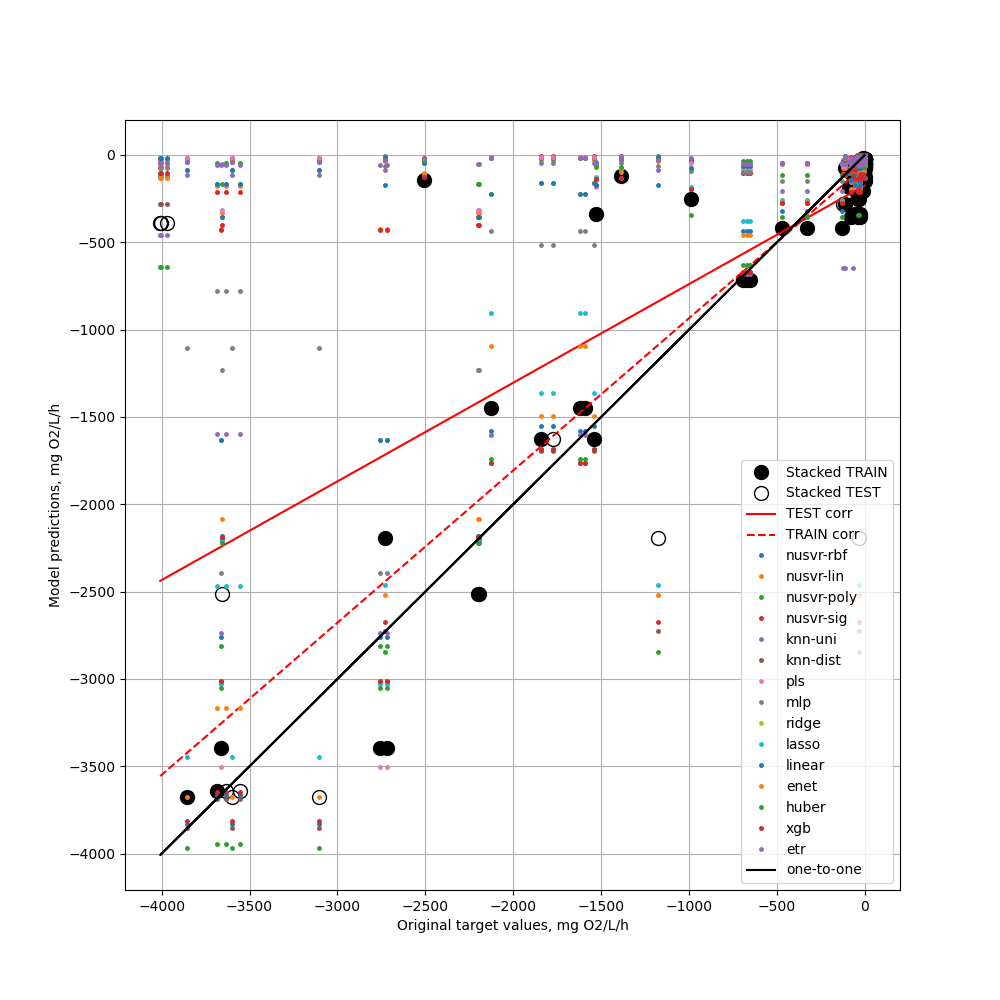 0
−500
−1000
−1500
−2000
−2500
−3000
−3500
−4000
Model predictions, mg O2/L/h
Stacked TRAIN
Stacked TEST
TEST corr
TRAIN corr
nusvr-rbf
nusvr-lin
nusvr-poly
nusvr-sig
knn-uni
knn-dist
pls
mlp
ridge
lasso
linear
enet
huber
xgb
etr
one-to-one
−4000 −3500 −3000 −2500 −2000 −1500 −1000 −500 0
Original target values, mg O2/L/h